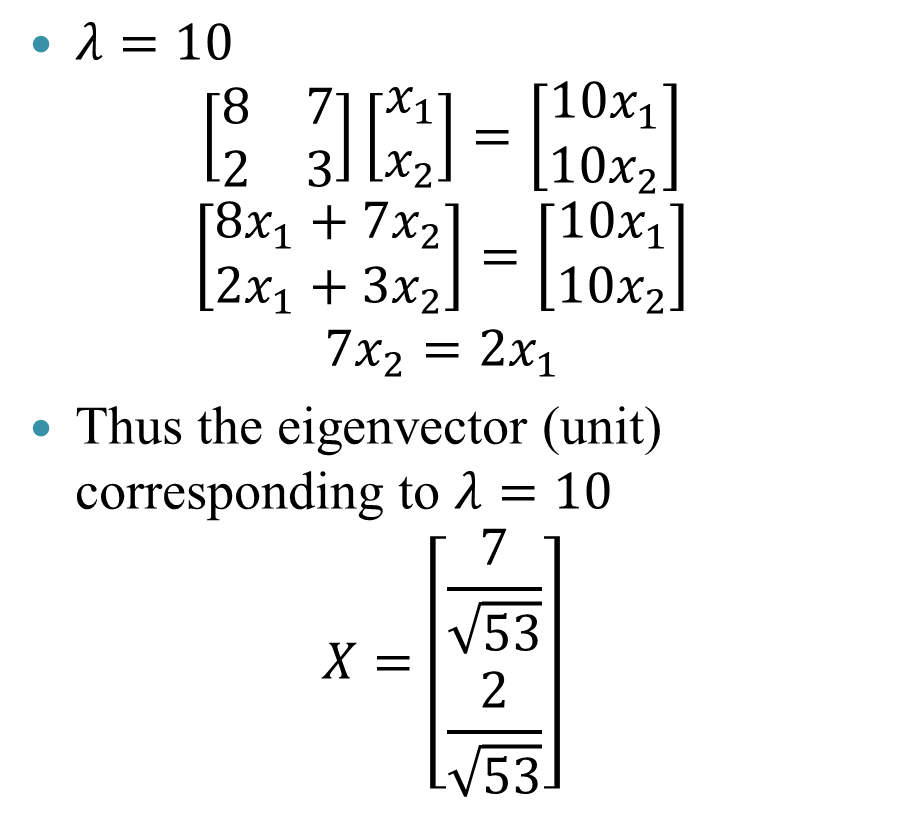 • λ = 10
[8 7; 2 3] [x₁; x₂] = [10x₁; 10x₂]
[8x₁ + 7x₂; 2x₁ + 3x₂] = [10x₁; 10x₂]
7x₂ = 2x₁
• Thus the eigenvector (unit)
corresponding to λ = 10
X = [7/√53; 2/√53]